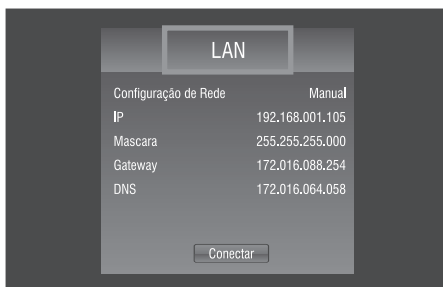 LAN
Configuração de Rede Manual
IP 192.168.001.105
Mascara 255.255.255.000
Gateway 172.016.088.254
DNS 172.016.064.058
Conectar